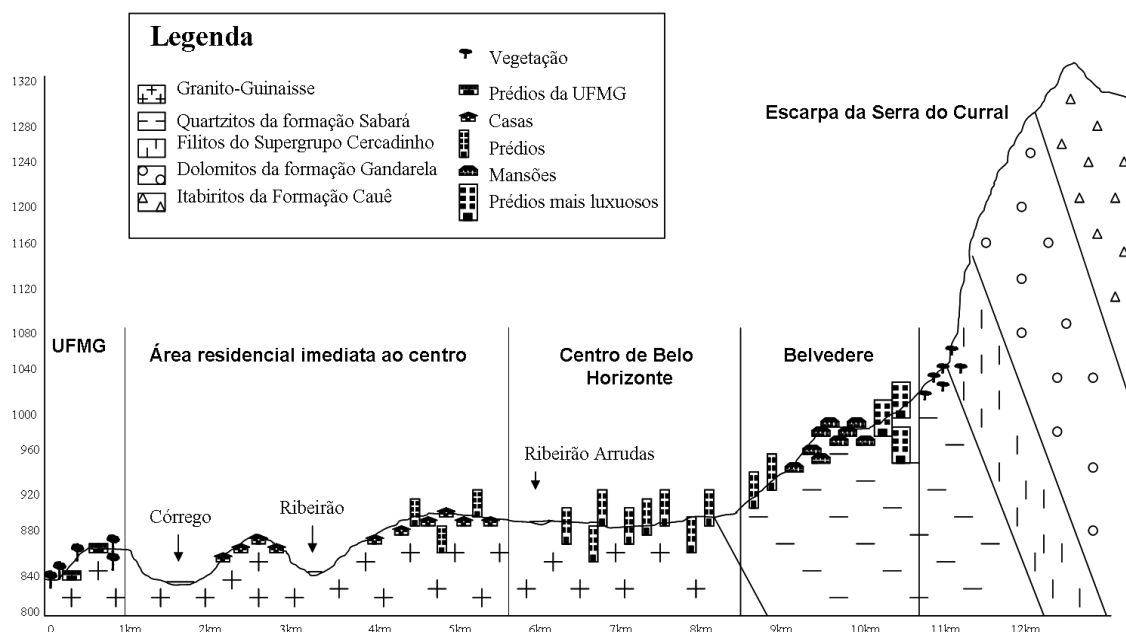 Legenda
Granito-Guinaisse
Quartzitos da formação Sabará
Filitos do Supergrupo Cercadinho
Dolomitos da formação Gandarela
Itabiritos da Formação Cauê
Vegetação
Prédios da UFMG
Casas
Prédios
Mansões
Prédios mais luxuosos
Escarpa da Serra do Curral
1320
1280
1240
1200
1160
1120
1080
1040
1000
960
920
880
840
800
UFMG
Área residencial imediata ao centro
Centro de Belo
Horizonte
Belvedere
Ribeirão Arrudas
Ribeirão
Córrego
0 1km 2km 3km 4km 5km 6km 7km 8km 9km 10km 11km 12km